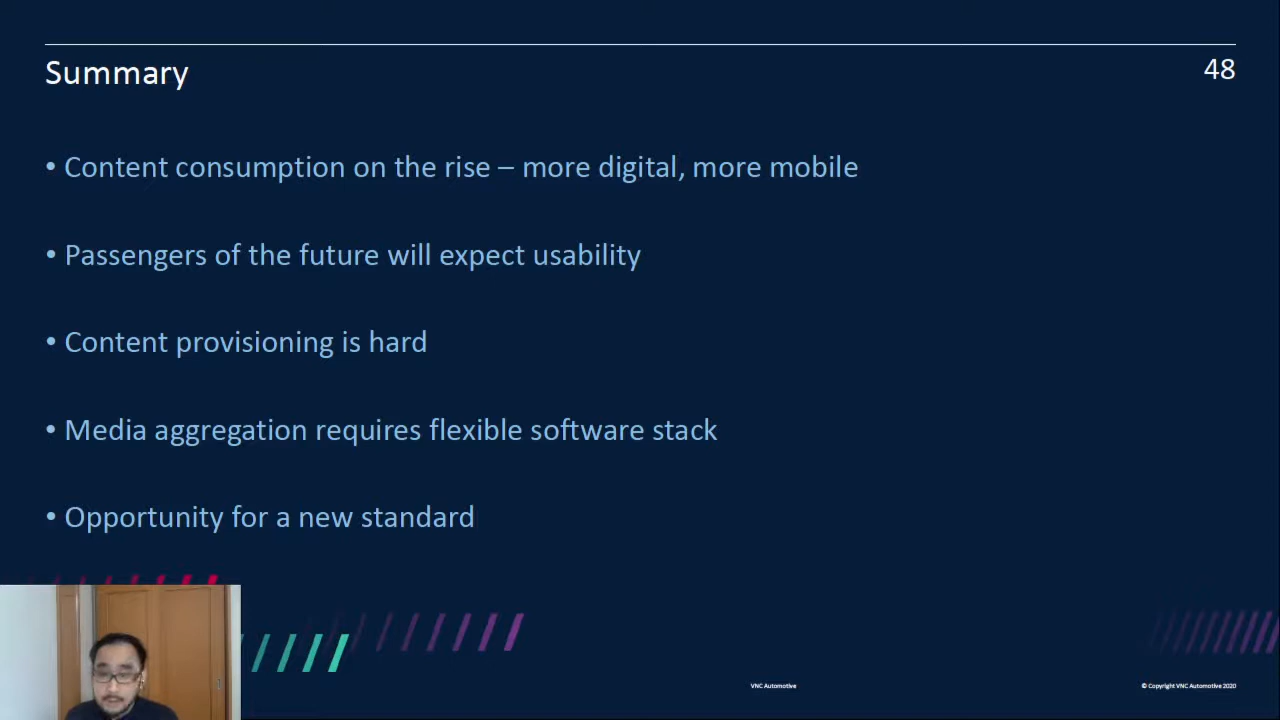 Summary
48
• Content consumption on the rise – more digital, more mobile
• Passengers of the future will expect usability
• Content provisioning is hard
• Media aggregation requires flexible software stack
• Opportunity for a new standard
VNC Automotive
© Copyright VNC Automotive 2020